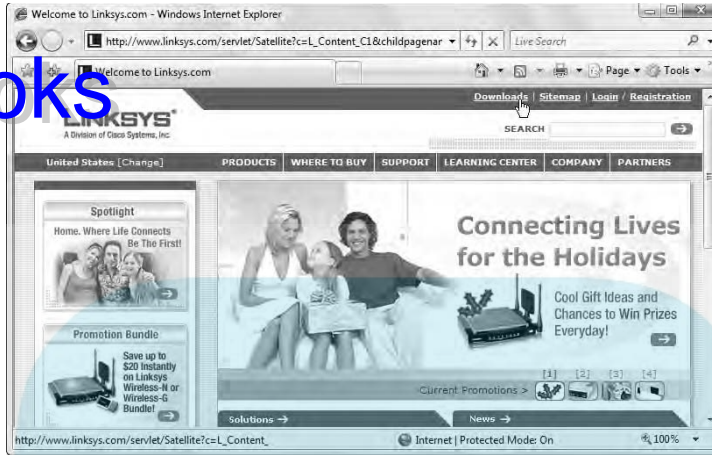 Welcome to Linksys.com - Windows Internet Explorer
http://www.linksys.com/servlet/Satellite?c=L_Content_C1&childpagenar
Live Search
Welcome to Linksys.com
Page
Tools
oks
Downloads | Sitemap | Login / Registration
LINKSYS®
A Division of Cisco Systems, Inc.
SEARCH
United States [Change]
PRODUCTS WHERE TO BUY SUPPORT LEARNING CENTER COMPANY PARTNERS
Spotlight
Home. Where Life Connects
Be The First!
Connecting Lives
for the Holidays
Cool Gift Ideas and
Chances to Win Prizes
Everyday!
Promotion Bundle
Save up to
$20 Instantly
on Linksys
Wireless-N or
Wireless-G
Bundle!
[1] [2] [3] [4]
Current Promotions >
Solutions →
News →
http://www.linksys.com/servlet/Satellite?c=L_Content_
Internet | Protected Mode: On
100%